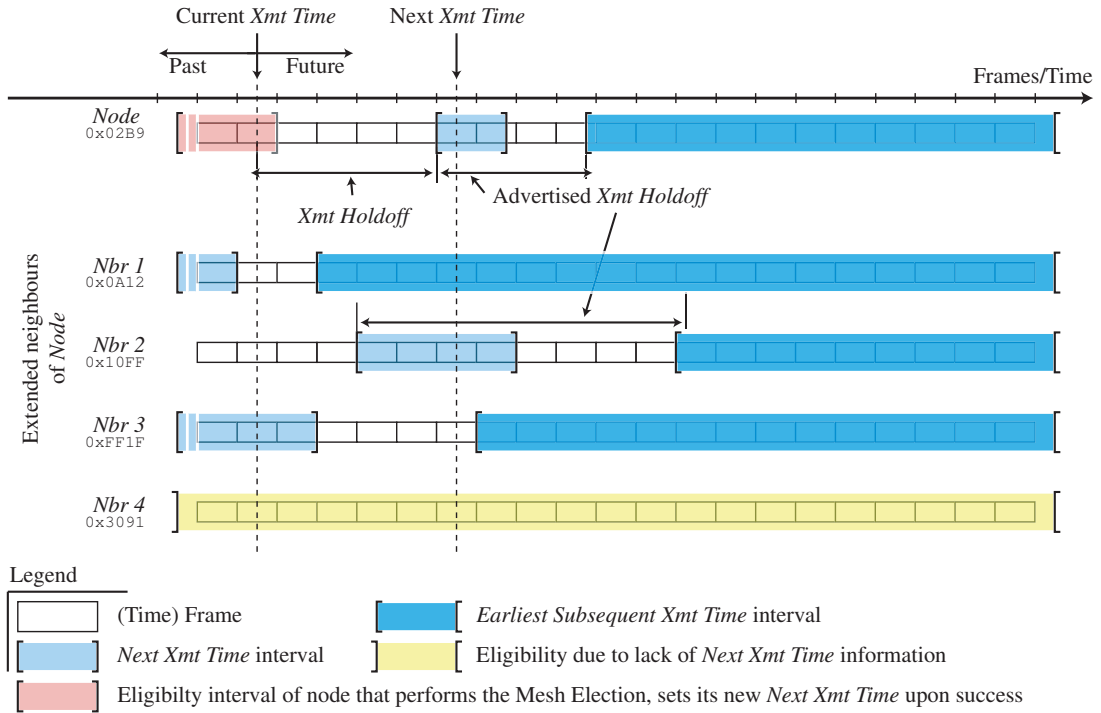 Current Xmt Time
Next Xmt Time
Past
Future
Frames/Time
Node
0x02B9
Xmt Holdoff
Advertised Xmt Holdoff
Extended neighbours
of Node
Nbr 1
0x0A12
Nbr 2
0x10FF
Nbr 3
0xFF1F
Nbr 4
0x3091
Legend
(Time) Frame
Earliest Subsequent Xmt Time interval
Next Xmt Time interval
Eligibility due to lack of Next Xmt Time information
Eligibilty interval of node that performs the Mesh Election, sets its new Next Xmt Time upon success